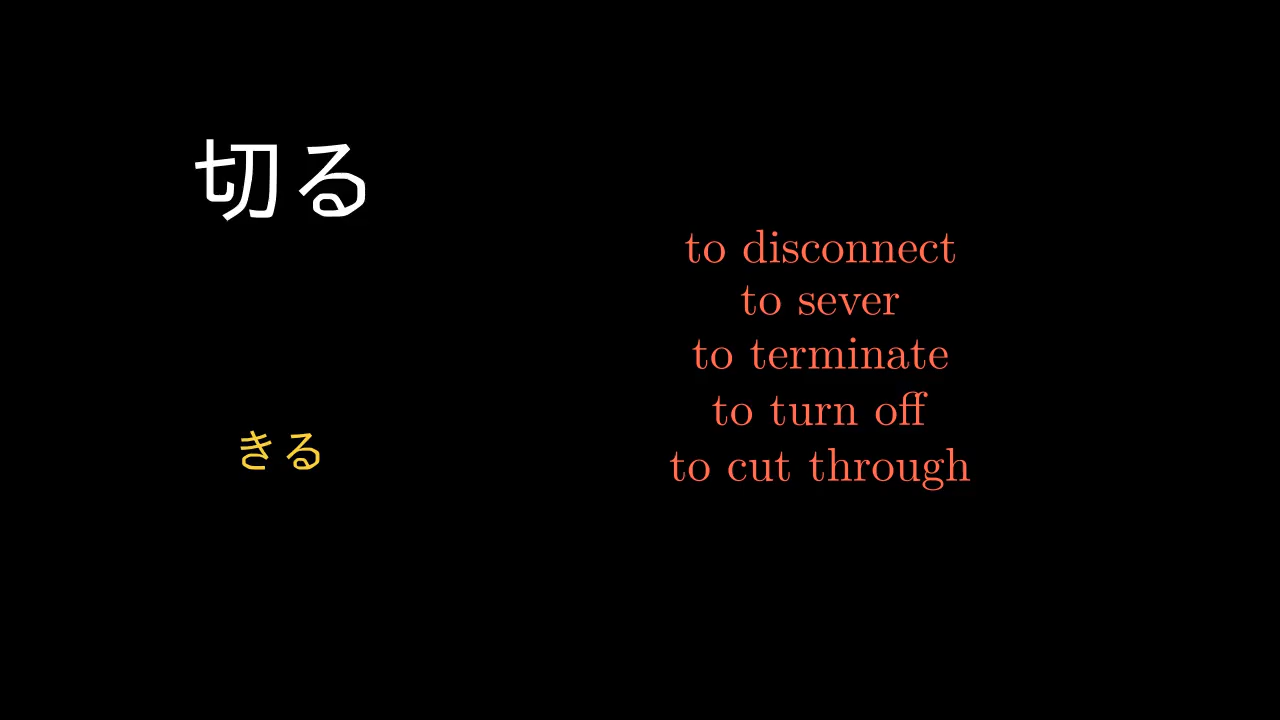 切る
きる
to disconnect
to sever
to terminate
to turn off
to cut through